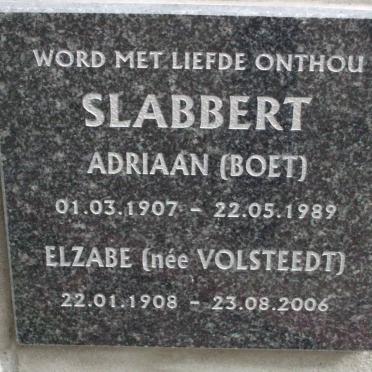 WORD MET LIEFDE ONTHOU
SLABBERT
ADRIAAN (BOET)
01.03.1907 - 22.05.1989
ELZABE (née VOLSTEEDT)
22.01.1908 - 23.08.2006